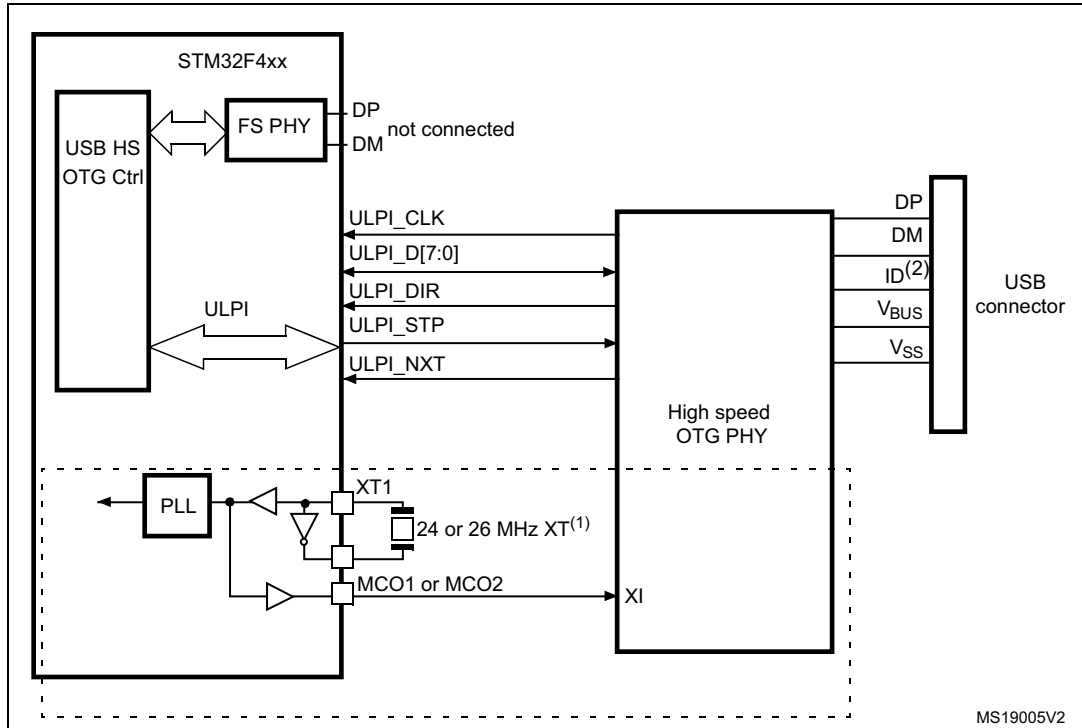 STM32F4xx
USB HS
OTG Ctrl
FS PHY
DP
DM
not connected
ULPI
ULPI_CLK
ULPI_D[7:0]
ULPI_DIR
ULPI_STP
ULPI_NXT
High speed
OTG PHY
DP
DM
ID(2)
VBUS
VSS
USB
connector
PLL
XT1
24 or 26 MHz XT(1)
MCO1 or MCO2
XI
MS19005V2